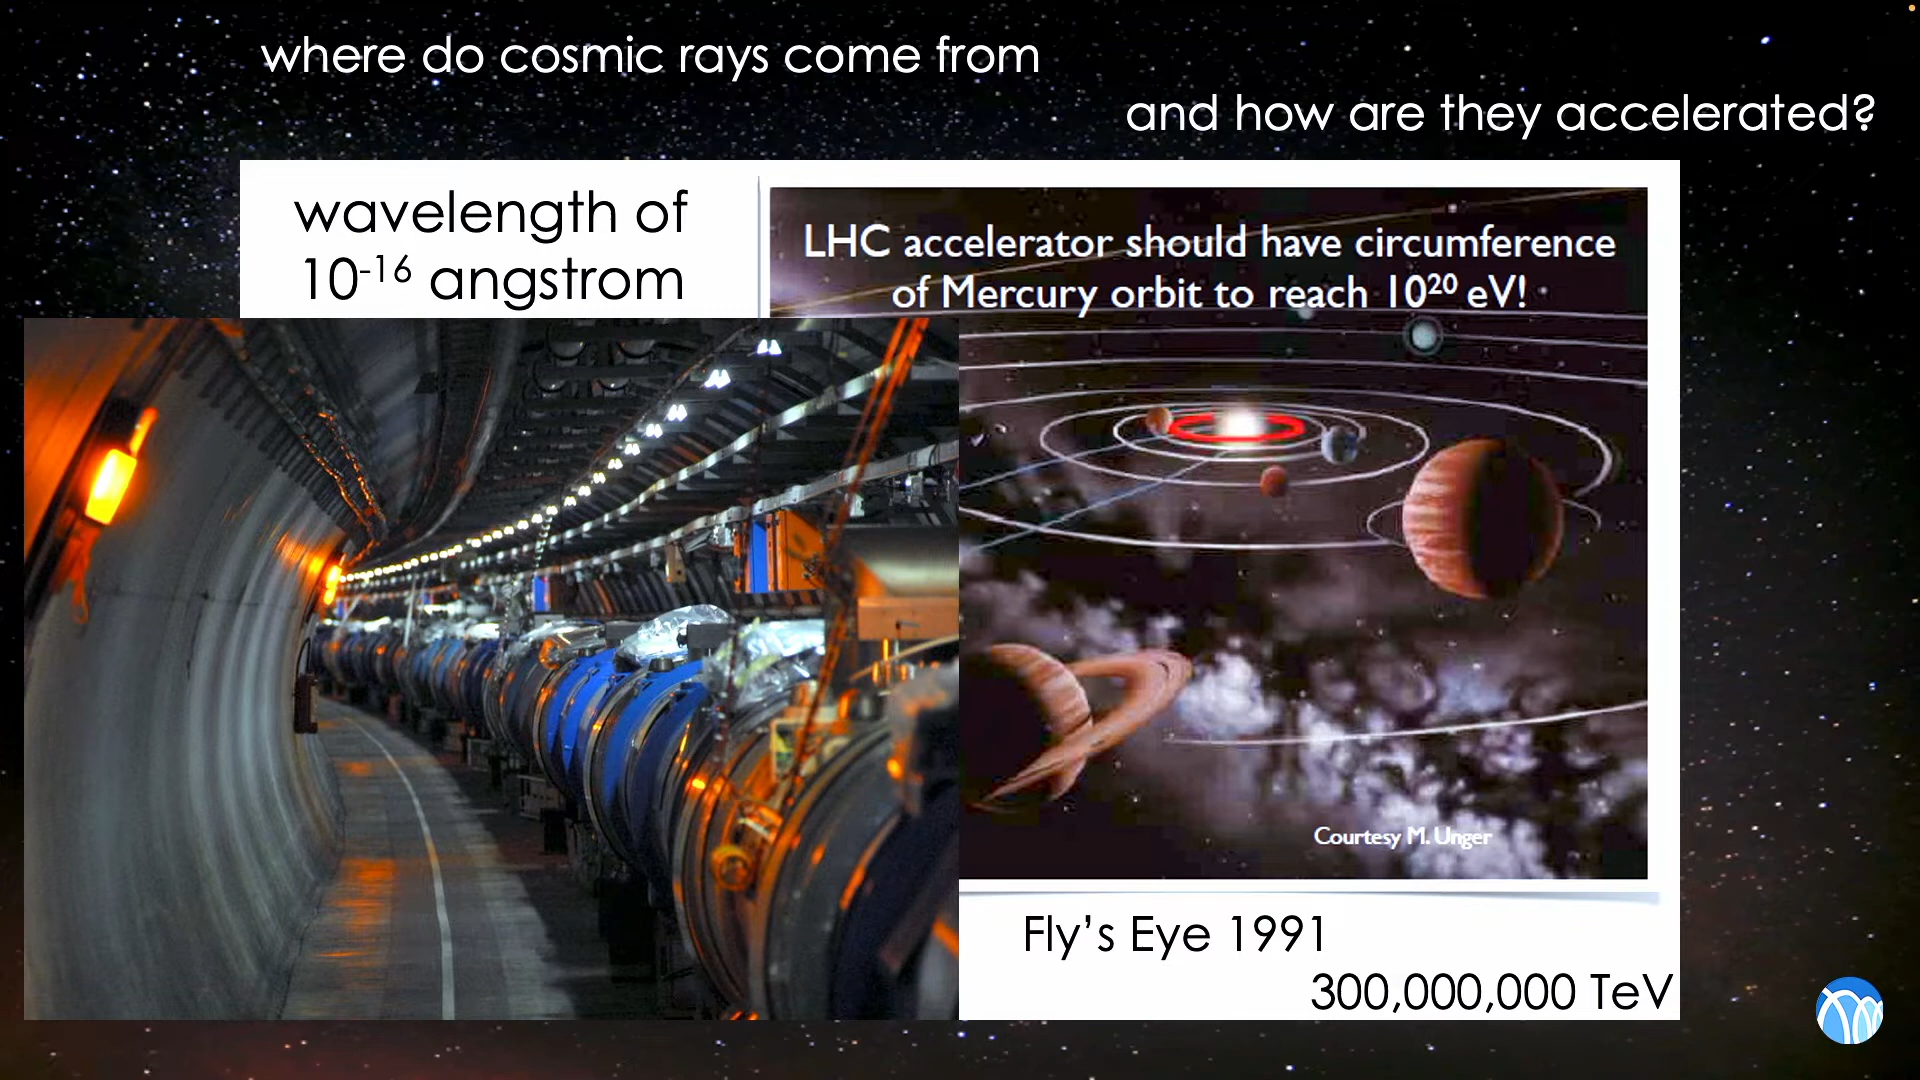 where do cosmic rays come from
and how are they accelerated?
wavelength of
10⁻¹⁶ angstrom
LHC accelerator should have circumference
of Mercury orbit to reach 10²⁰ eV!
Courtesy M. Unger
Fly’s Eye 1991
300,000,000 TeV